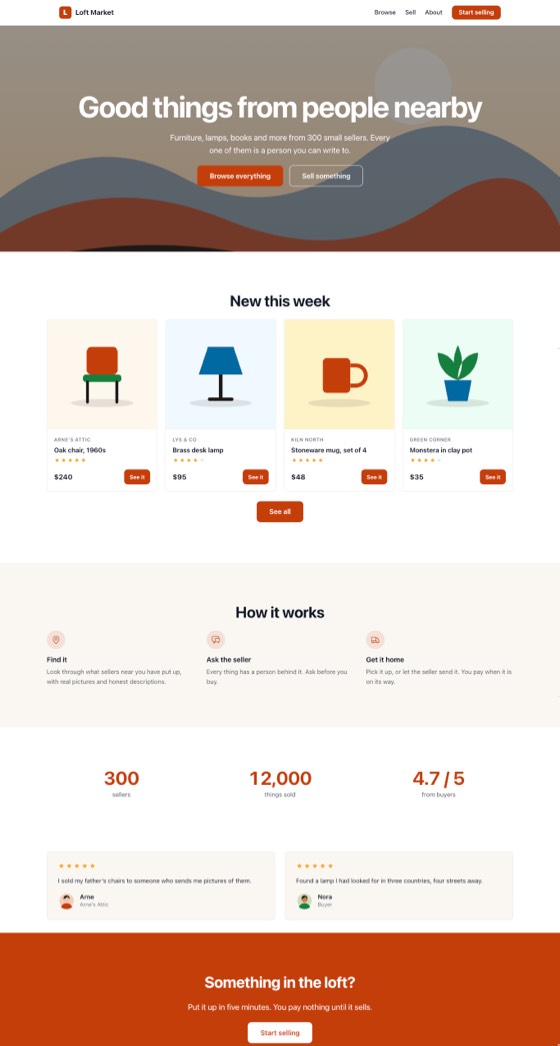 L Loft Market
Browse Sell About Start selling
Good things from people nearby
Furniture, lamps, books and more from 300 small sellers. Every
one of them is a person you can write to.
Browse everything Sell something
New this week
ARNE'S ATTIC
Oak chair, 1960s
★★★★★
$240 See it
LYS & CO
Brass desk lamp
★★★★★
$95 See it
KILN NORTH
Stoneware mug, set of 4
★★★★★
$48 See it
GREEN CORNER
Monstera in clay pot
★★★★★
$35 See it
See all
How it works
Find it
Look through what sellers near you have put up,
with real pictures and honest descriptions.
Ask the seller
Every thing has a person behind it. Ask before you
buy.
Get it home
Pick it up, or let the seller send it. You pay when it is
on its way.
300
sellers
12,000
things sold
4.7 / 5
from buyers
★★★★★
I sold my father's chairs to someone who sends me pictures of them.
Arne
Arne's Attic
★★★★★
Found a lamp I had looked for in three countries, four streets away.
Nora
Buyer
Something in the loft?
Put it up in five minutes. You pay nothing until it sells.
Start selling